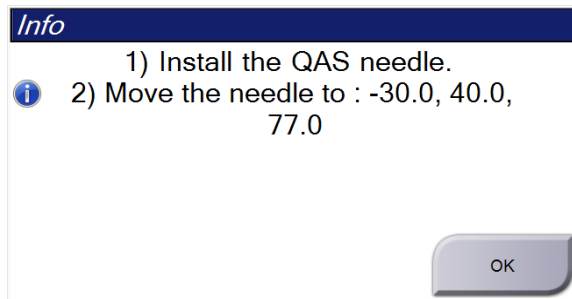 Info
1) Install the QAS needle.
2) Move the needle to : -30.0, 40.0,
77.0
OK